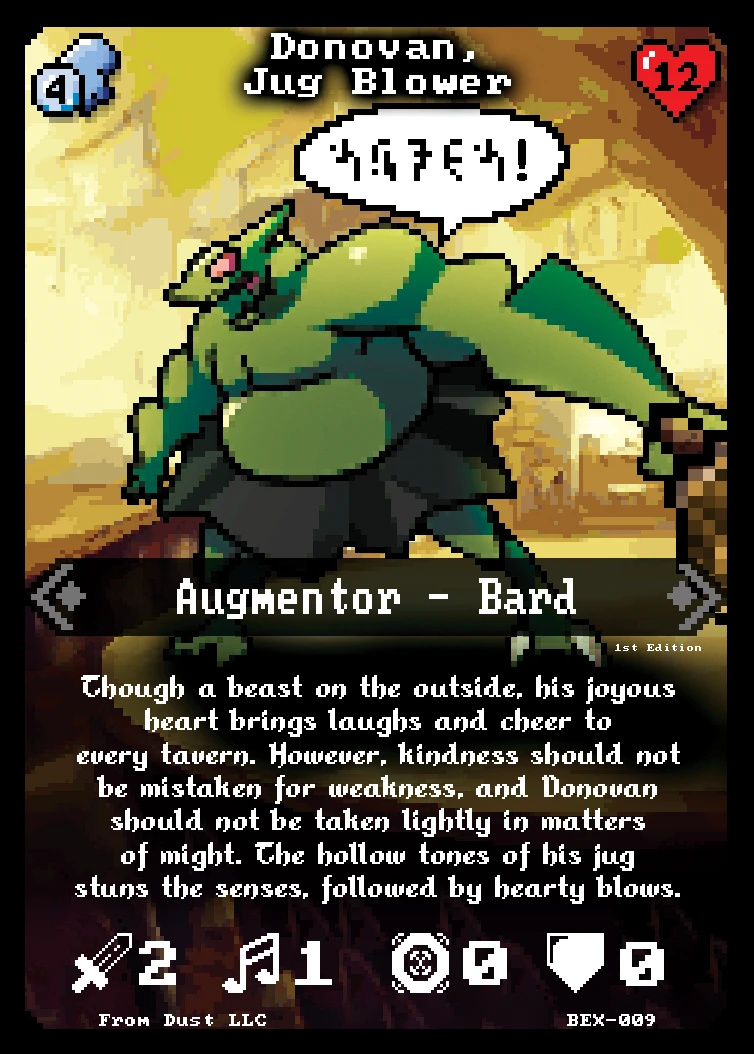 Donovan,
Jug Blower
4
12
Augmentor - Bard
1st Edition
Though a beast on the outside, his joyous
heart brings laughs and cheer to
every tavern. However, kindness should not
be mistaken for weakness, and Donovan
should not be taken lightly in matters
of might. The hollow tones of his jug
stuns the senses, followed by hearty blows.
2 1 0 0
From Dust LLC BEX-009